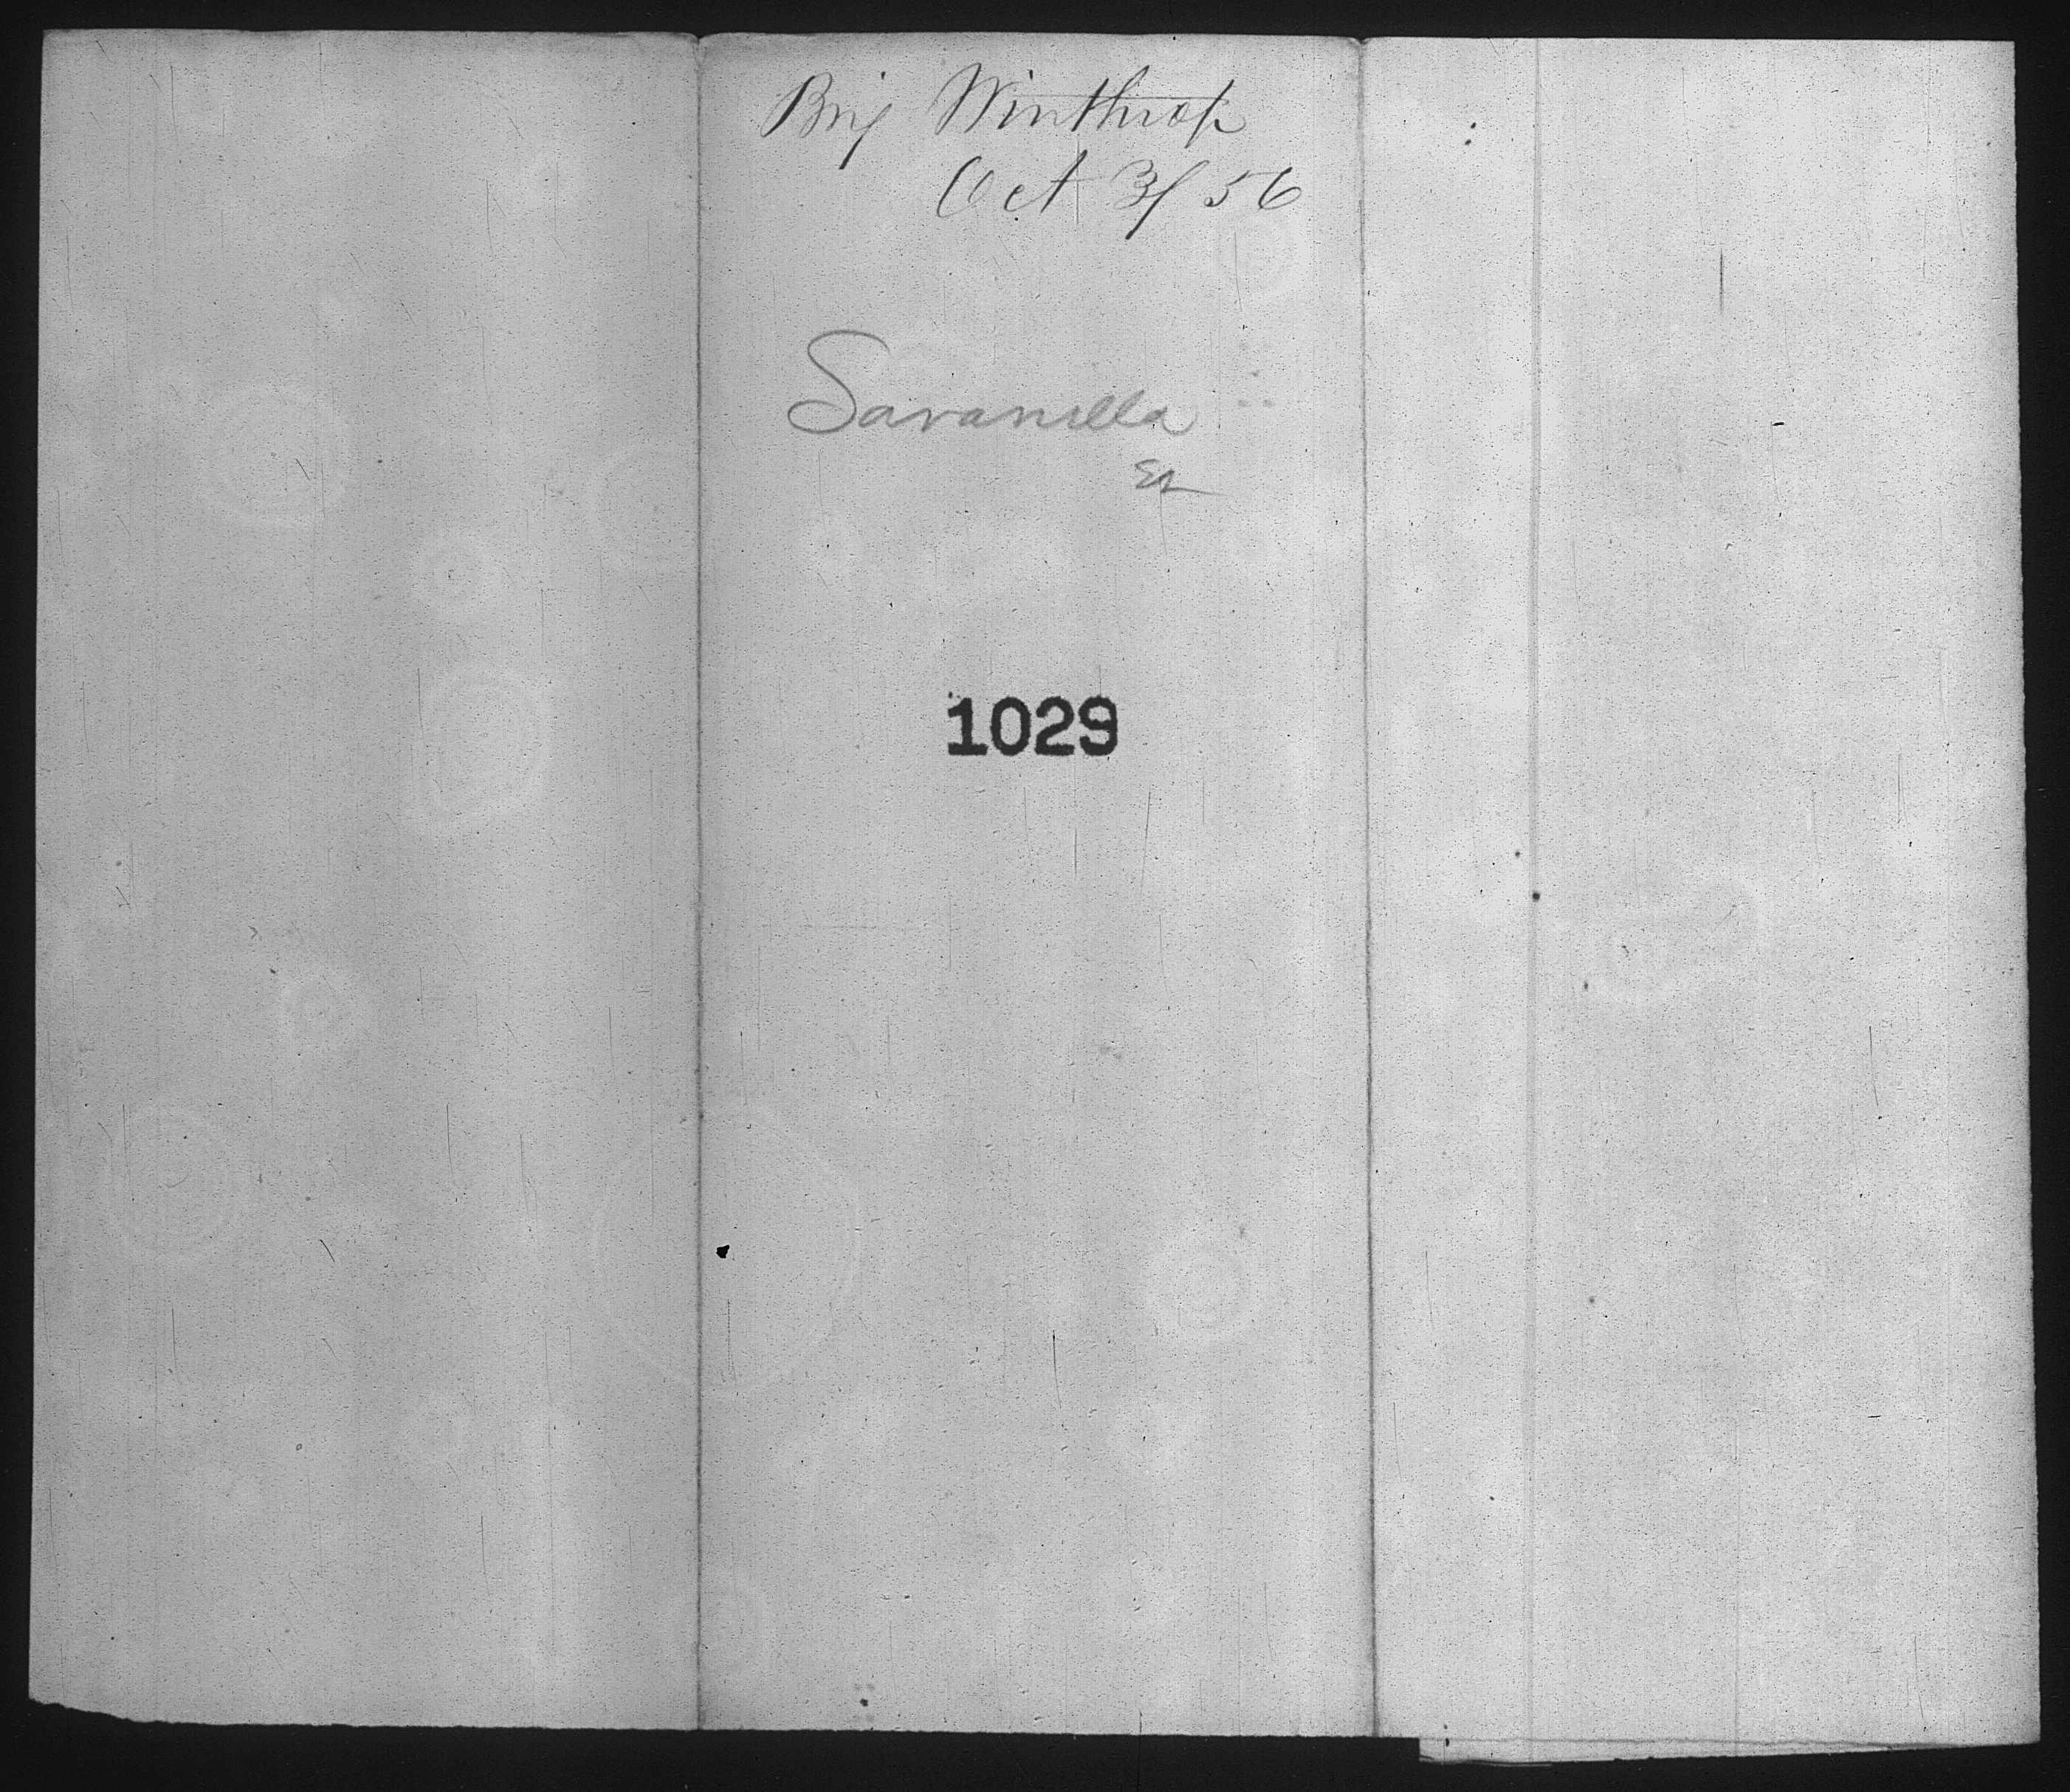 Brig Winthrop
Oct 3/56
Savanilla
1029